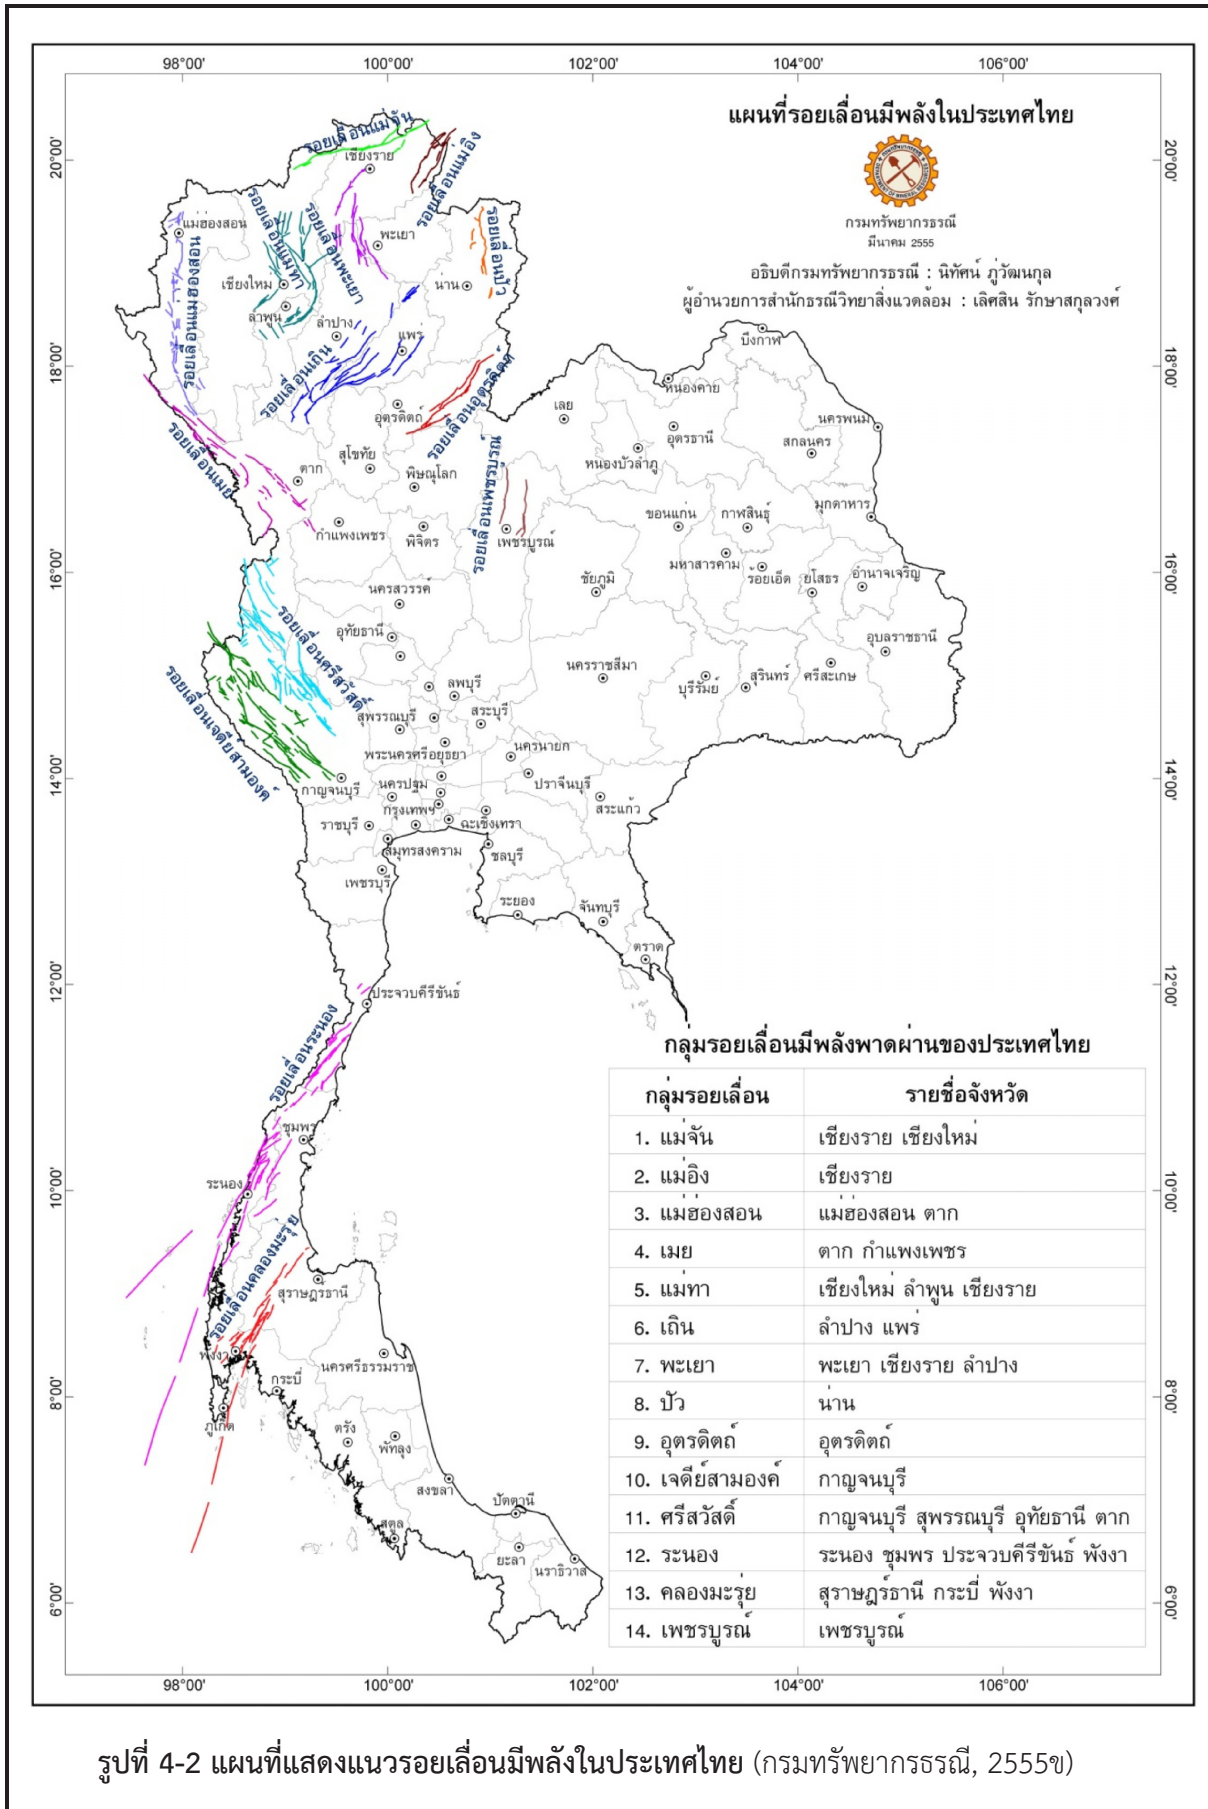 98°00' 100°00' 102°00' 104°00' 106°00'
แผนที่รอยเลื่อนมีพลังในประเทศไทย
กรมทรัพยากรธรณี
DEPARTMENT OF MINERAL RESOURCES
กรมทรัพยากรธรณี
มีนาคม 2555
อธิบดีกรมทรัพยากรธรณี : นิทัศน์ ภู่วัฒนกุล
ผู้อำนวยการสำนักธรณีวิทยาสิ่งแวดล้อม : เลิศสิน รักษาสกุลวงศ์
20°00' 20°00'
18°00' 18°00'
16°00' 16°00'
14°00' 14°00'
12°00' 12°00'
10°00' 10°00'
8°00' 8°00'
6°00' 6°00'
รอยเลื่อนแม่จัน
เชียงราย
รอยเลื่อนแม่อิง
แม่ฮ่องสอน
รอยเลื่อนแม่ทา
รอยเลื่อนพะเยา
พะเยา
รอยเลื่อนปัว
รอยเลื่อนแม่ฮองสอน
เชียงใหม่
น่าน
ลำพูน
ลำปาง
แพร่
รอยเลื่อนเถิน
รอยเลื่อนอุตรดิตถ์
อุตรดิตถ์
รอยเลื่อนเมย
ตาก
สุโขทัย
พิษณุโลก
รอยเลื่อนเพชรบูรณ์
กำแพงเพชร
พิจิตร
เพชรบูรณ์
บึงกาฬ
หนองคาย
เลย
อุดรธานี
นครพนม
สกลนคร
หนองบัวลำภู
ขอนแก่น
กาฬสินธุ์
มุกดาหาร
มหาสารคาม
ร้อยเอ็ด
ยโสธร
อำนาจเจริญ
ชัยภูมิ
นครสวรรค์
รอยเลื่อนศรีสวัสดิ์
อุทัยธานี
อุบลราชธานี
นครราชสีมา
บุรีรัมย์
สุรินทร์
ศรีสะเกษ
รอยเลื่อนเจดีย์สามองค์
ลพบุรี
สุพรรณบุรี
สระบุรี
พระนครศรีอยุธยา
นครนายก
กาญจนบุรี
นครปฐม
ปราจีนบุรี
สระแก้ว
กรุงเทพฯ
ฉะเชิงเทรา
ราชบุรี
สมุทรสงคราม
ชลบุรี
เพชรบุรี
ระยอง
จันทบุรี
ตราด
ประจวบคีรีขันธ์
รอยเลื่อนระนอง
ชุมพร
ระนอง
รอยเลื่อนคลองมะรุ่ย
สุราษฎร์ธานี
พังงา
กระบี่
นครศรีธรรมราช
ภูเก็ต
ตรัง
พัทลุง
สงขลา
ปัตตานี
สตูล
ยะลา
นราธิวาส
กลุ่มรอยเลื่อนมีพลังพาดผ่านของประเทศไทย
กลุ่มรอยเลื่อน รายชื่อจังหวัด
1. แม่จัน เชียงราย เชียงใหม่
2. แม่อิง เชียงราย
3. แม่ฮ่องสอน แม่ฮ่องสอน ตาก
4. เมย ตาก กำแพงเพชร
5. แม่ทา เชียงใหม่ ลำพูน เชียงราย
6. เถิน ลำปาง แพร่
7. พะเยา พะเยา เชียงราย ลำปาง
8. ปัว น่าน
9. อุตรดิตถ์ อุตรดิตถ์
10. เจดีย์สามองค์ กาญจนบุรี
11. ศรีสวัสดิ์ กาญจนบุรี สุพรรณบุรี อุทัยธานี ตาก
12. ระนอง ระนอง ชุมพร ประจวบคีรีขันธ์ พังงา
13. คลองมะรุ่ย สุราษฎร์ธานี กระบี่ พังงา
14. เพชรบูรณ์ เพชรบูรณ์
98°00' 100°00' 102°00' 104°00' 106°00'
รูปที่ 4-2 แผนที่แสดงแนวรอยเลื่อนมีพลังในประเทศไทย (กรมทรัพยากรธรณี, 2555ข)